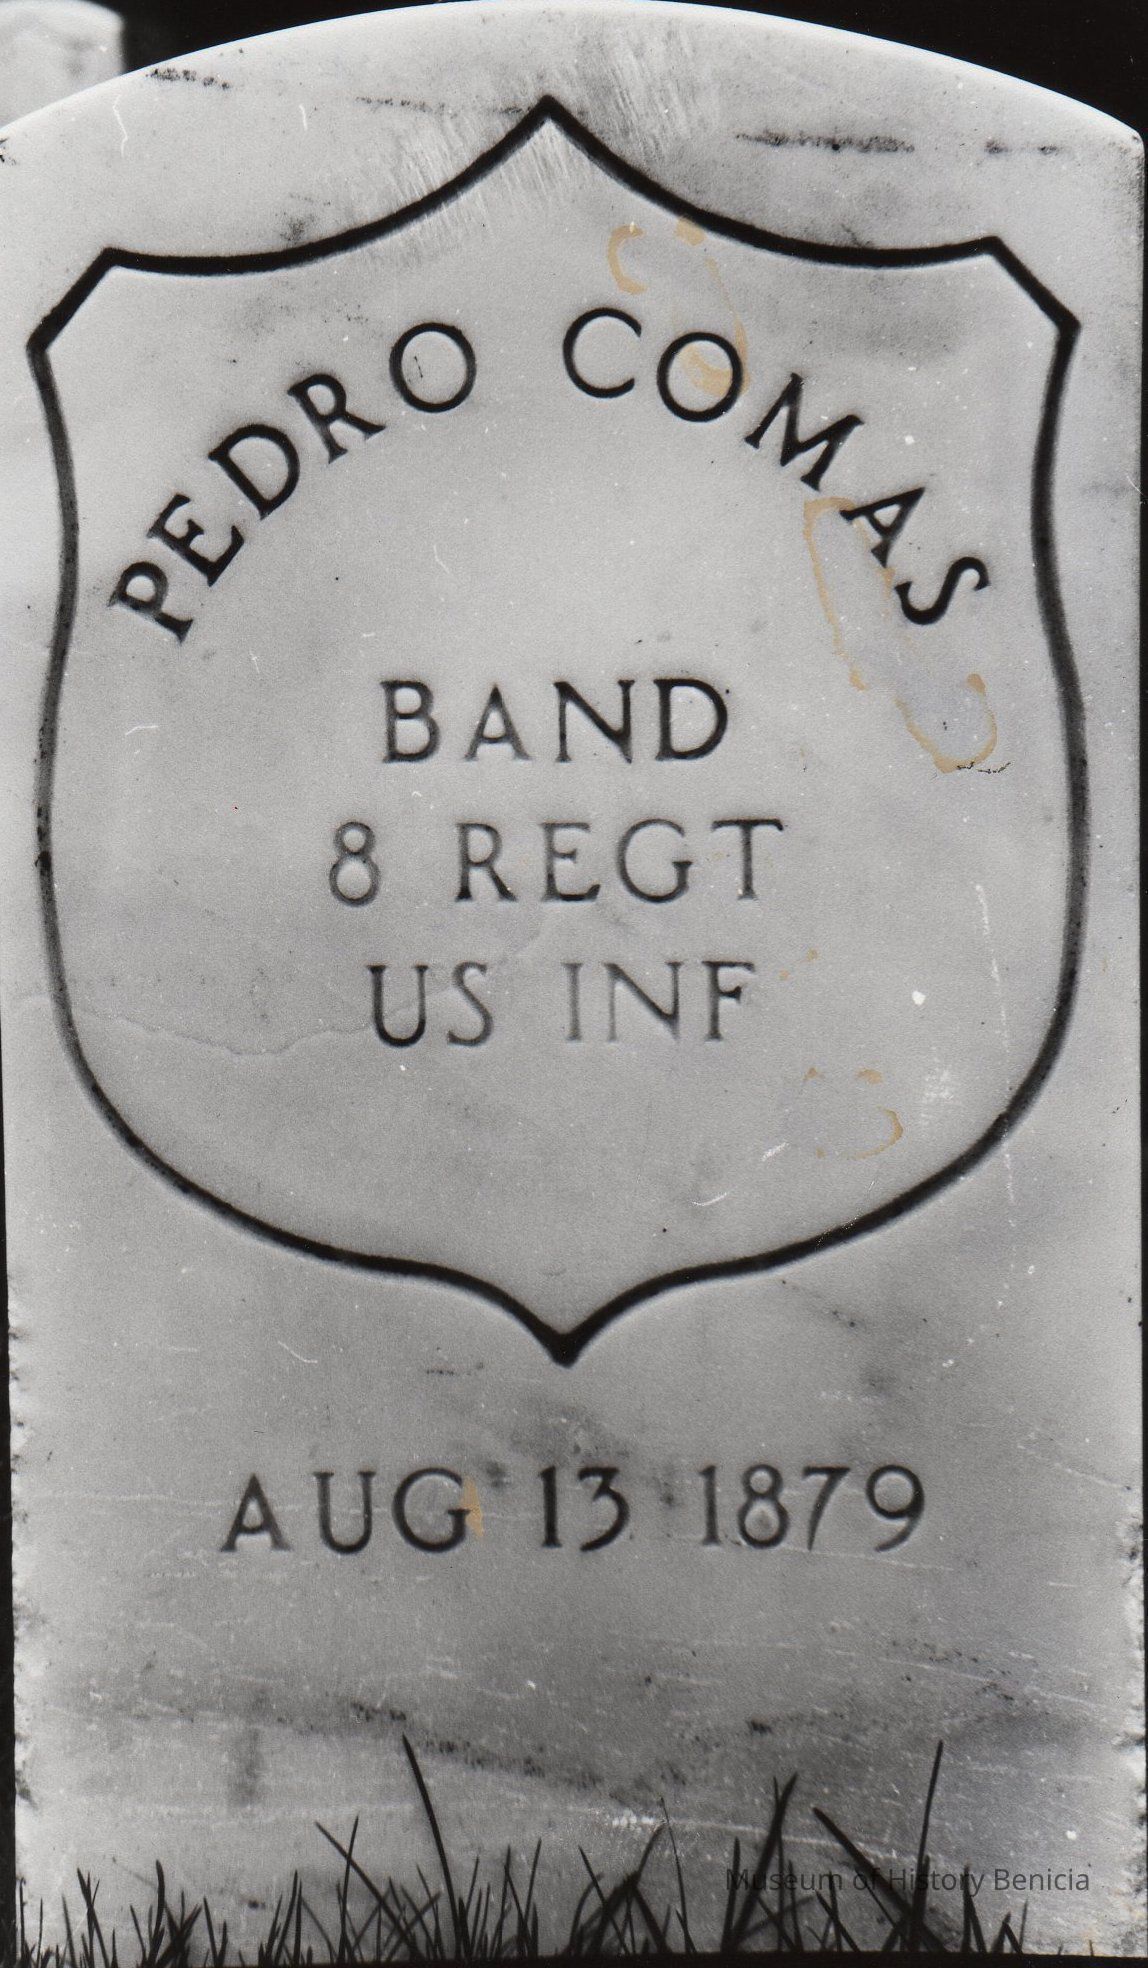 PEDRO COMAS
BAND
8 REGT
US INF
AUG 13 1879
Museum of History Benicia